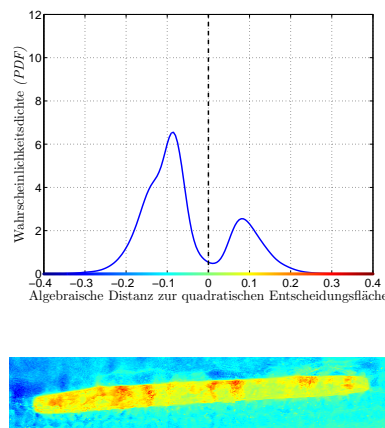 12
10
8
6
4
2
0
Wahrscheinlichkeitsdichte (PDF)
−0.4 −0.3 −0.2 −0.1 0 0.1 0.2 0.3 0.4
Algebraische Distanz zur quadratischen Entscheidungsfläche